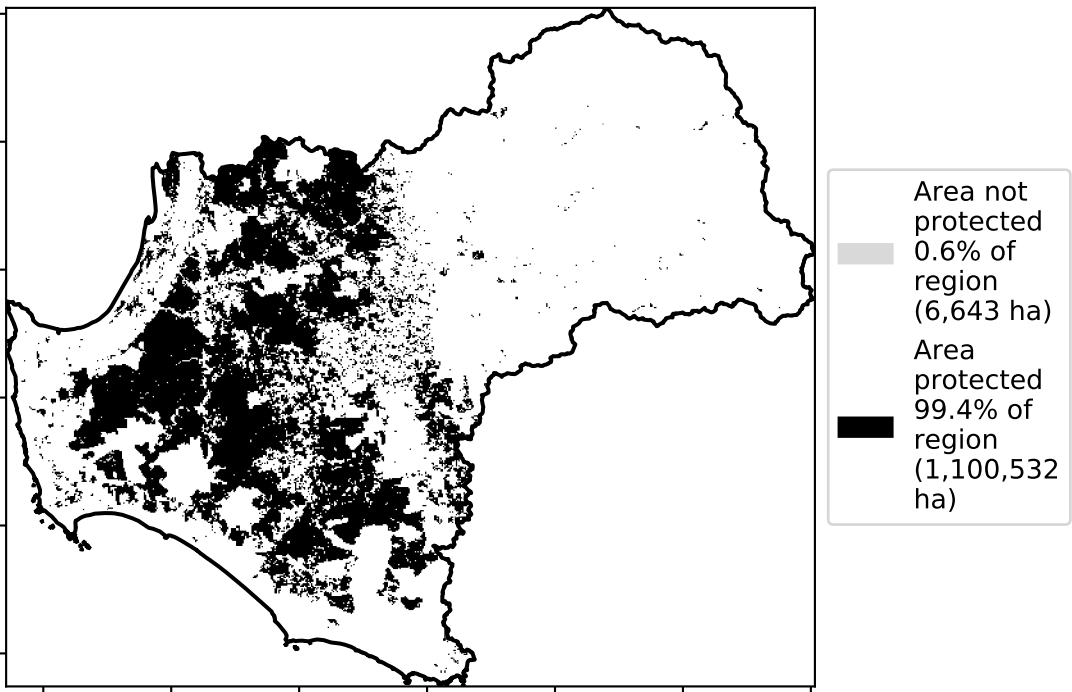 Area not
protected
0.6% of
region
(6,643 ha)
Area
protected
99.4% of
region
(1,100,532
ha)